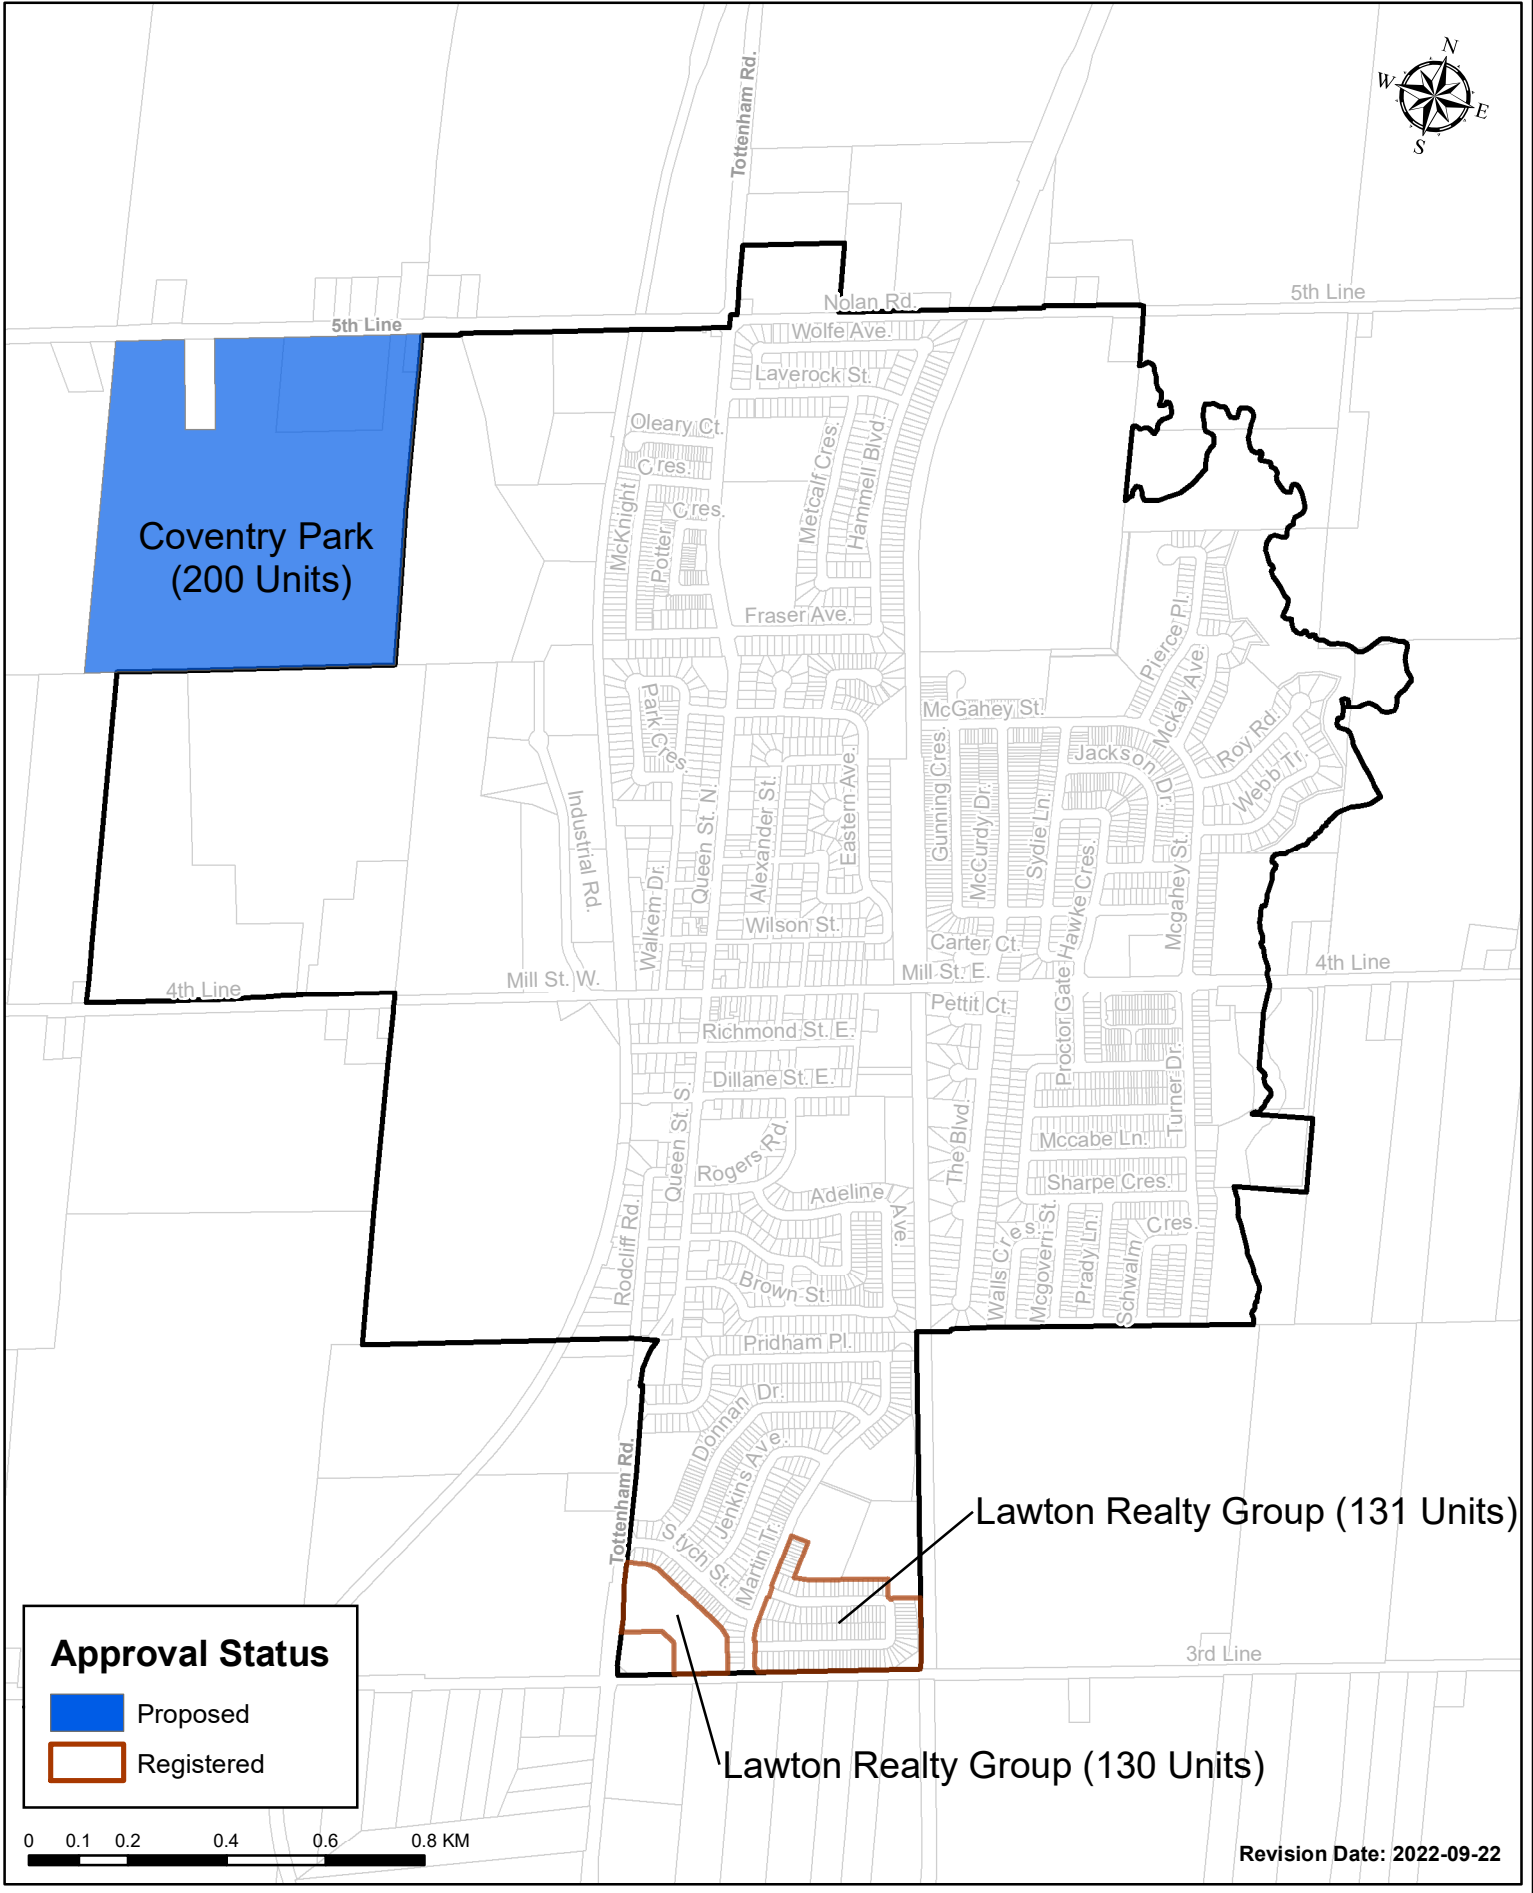 N
W
E
S
Tottenham Rd.
5th Line
Nolan Rd.
5th Line
Wolfe Ave.
Laverock St.
Oleary Ct.
Cres.
Metcalf Cres.
Hammell Blvd.
McKnight
Cres.
Potter
Coventry Park
(200 Units)
Fraser Ave.
Pierce Pl.
Mckay Ave.
Park Cres.
McGahey St.
Roy Rd.
Jackson Dr.
Webb Tr.
Industrial Rd.
Queen St. N.
Alexander St.
Eastern Ave.
Gunning Cres.
McCurdy Dr.
Sydie Ln.
Hawke Cres.
Mcgahey St.
Walkem Dr.
Wilson St.
Carter Ct.
Mill St. W.
Mill St. E.
4th Line
4th Line
Pettit Ct.
Proctor Gate
Richmond St. E.
Dillane St. E.
Turner Dr.
Queen St. S.
The Blvd.
Mccabe Ln.
Rogers Rd.
Sharpe Cres.
Adeline Ave.
Rodcliff Rd.
Walls Cres.
Mcgovern St.
Prady Ln.
Schwalm Cres.
Brown St.
Pridham Pl.
Donnan Dr.
Jenkins Ave.
Tottenham Rd.
Stych St.
Martin Tr.
Lawton Realty Group (131 Units)
3rd Line
Lawton Realty Group (130 Units)
Approval Status
Proposed
Registered
0 0.1 0.2 0.4 0.6 0.8 KM
Revision Date: 2022-09-22